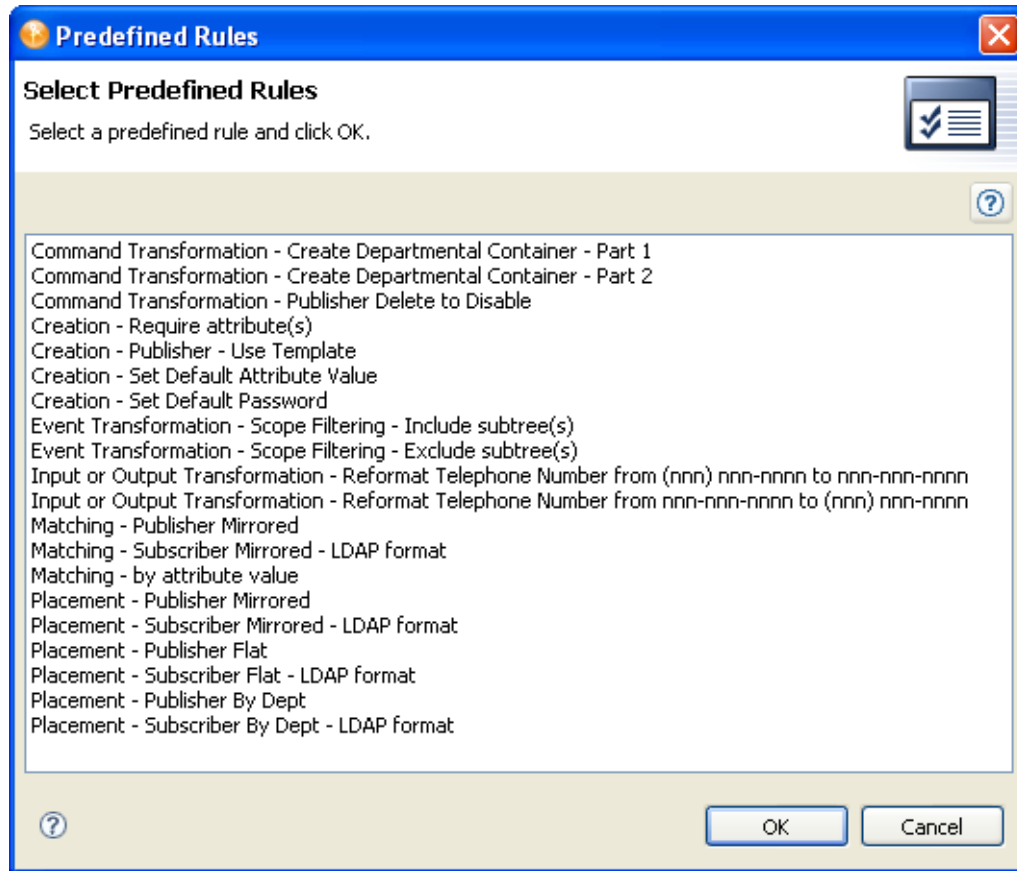 Predefined Rules
Select Predefined Rules
Select a predefined rule and click OK.
Command Transformation - Create Departmental Container - Part 1
Command Transformation - Create Departmental Container - Part 2
Command Transformation - Publisher Delete to Disable
Creation - Require attribute(s)
Creation - Publisher - Use Template
Creation - Set Default Attribute Value
Creation - Set Default Password
Event Transformation - Scope Filtering - Include subtree(s)
Event Transformation - Scope Filtering - Exclude subtree(s)
Input or Output Transformation - Reformat Telephone Number from (nnn) nnn-nnnn to nnn-nnn-nnnn
Input or Output Transformation - Reformat Telephone Number from nnn-nnn-nnnn to (nnn) nnn-nnnn
Matching - Publisher Mirrored
Matching - Subscriber Mirrored - LDAP format
Matching - by attribute value
Placement - Publisher Mirrored
Placement - Subscriber Mirrored - LDAP format
Placement - Publisher Flat
Placement - Subscriber Flat - LDAP format
Placement - Publisher By Dept
Placement - Subscriber By Dept - LDAP format
OK
Cancel